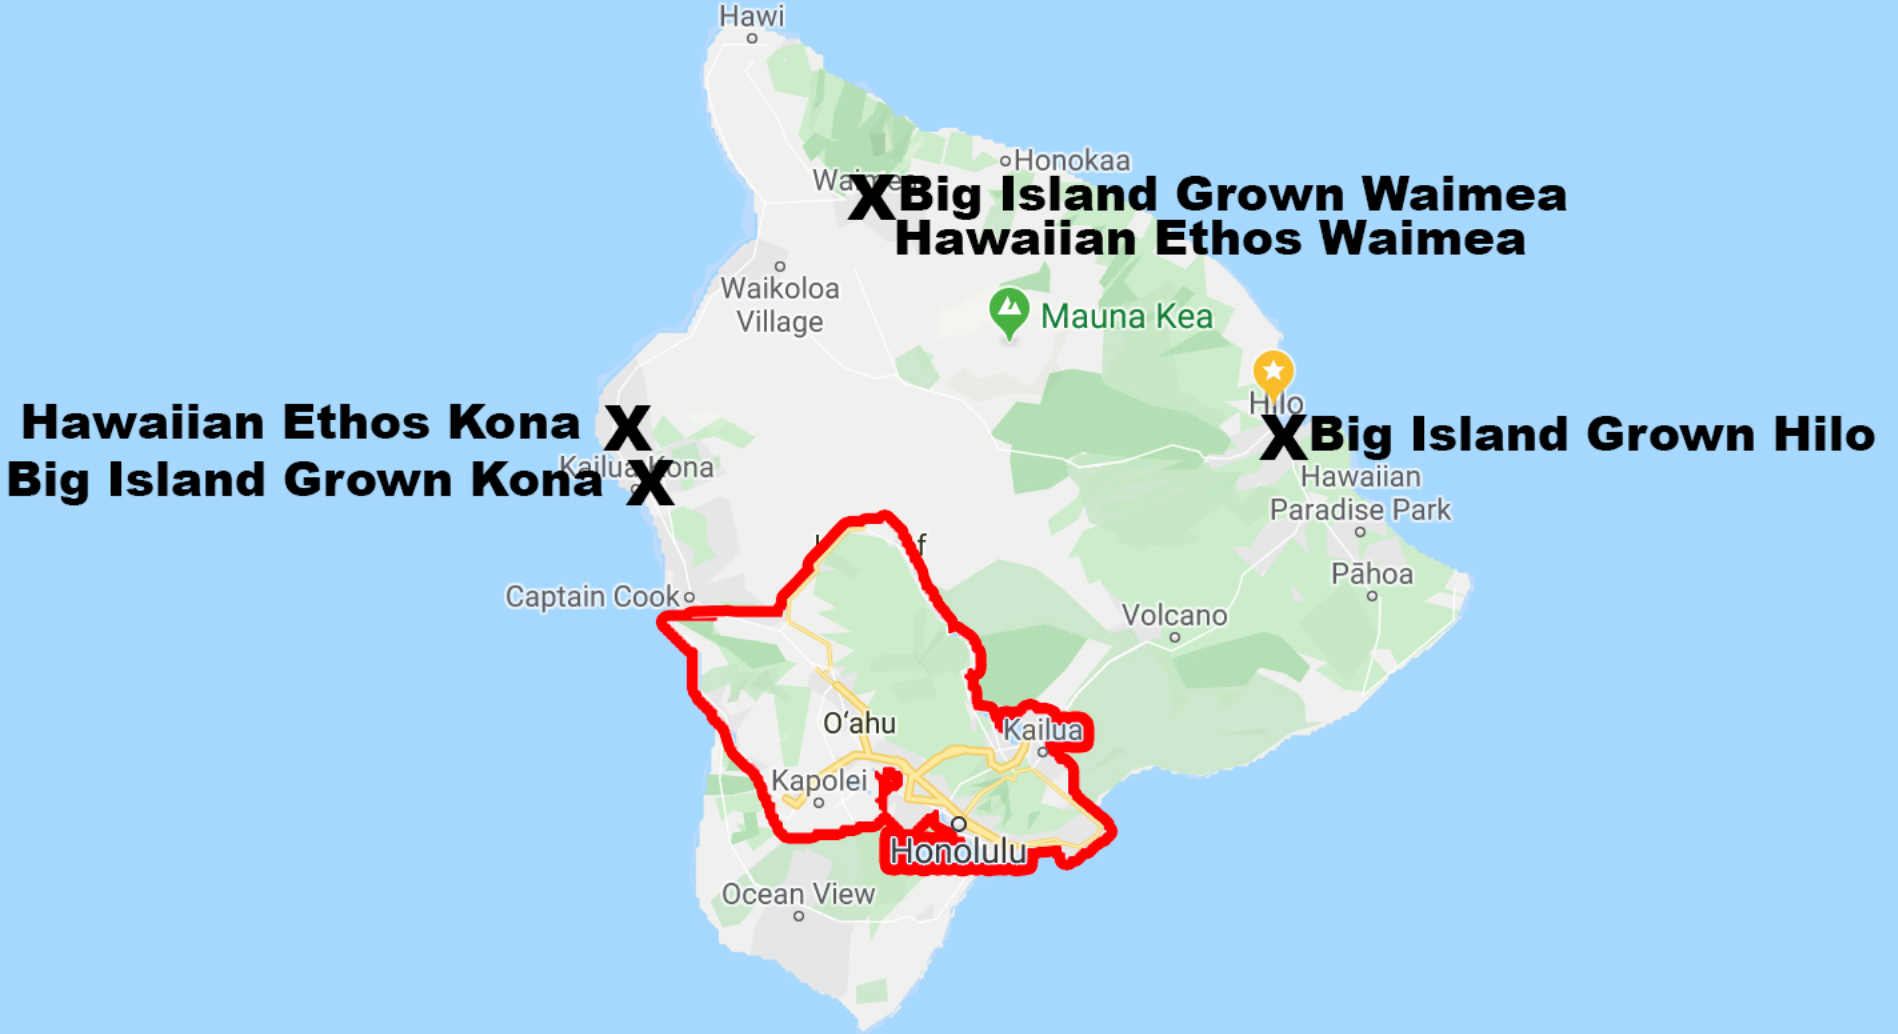 Hawi
Honokaa
Big Island Grown Waimea
Hawaiian Ethos Waimea
Waikoloa
Village
Mauna Kea
Hilo
Hawaiian Ethos Kona
Big Island Grown Hilo
Big Island Grown Kona
Hawaiian
Paradise Park
Pāhoa
Captain Cook
Volcano
Oʻahu
Kailua
Kapolei
Honolulu
Ocean View